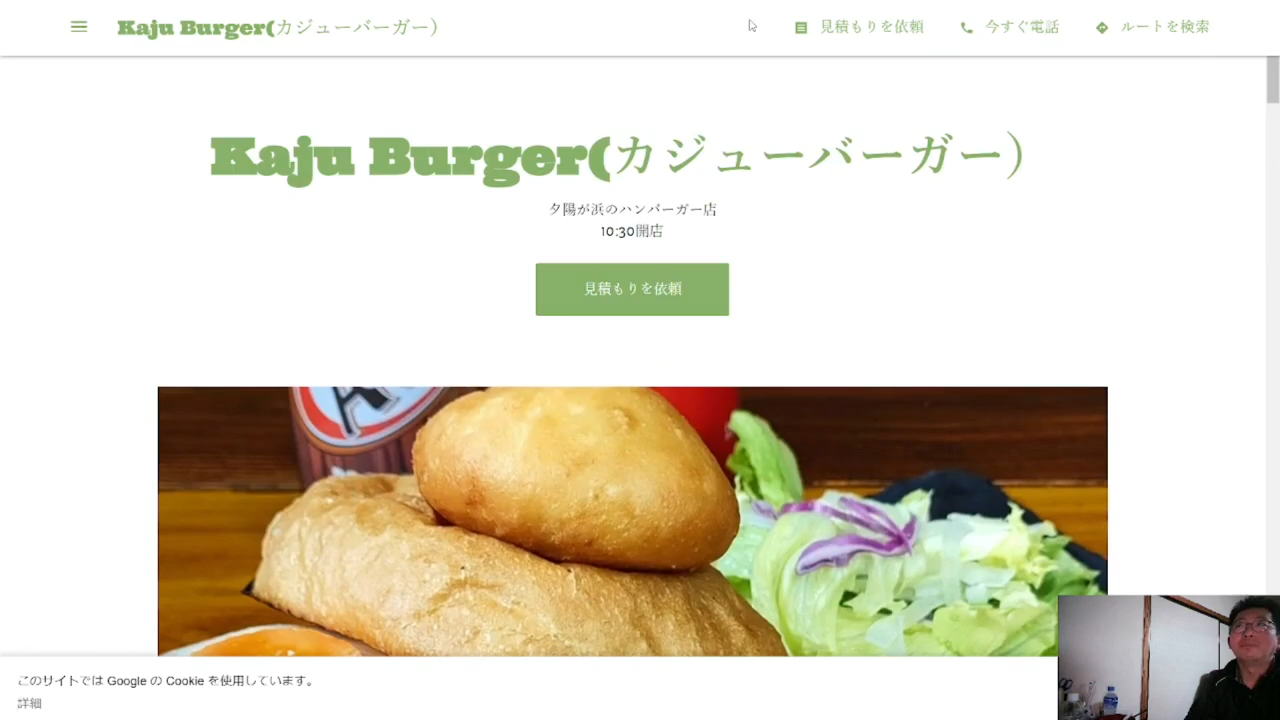 Kaju Burger(カジューバーガー)
見積もりを依頼
今すぐ電話
ルートを検索
Kaju Burger(カジューバーガー)
夕陽が浜のハンバーガー店
10:30開店
見積もりを依頼
このサイトでは Google の Cookie を使用しています。
詳細